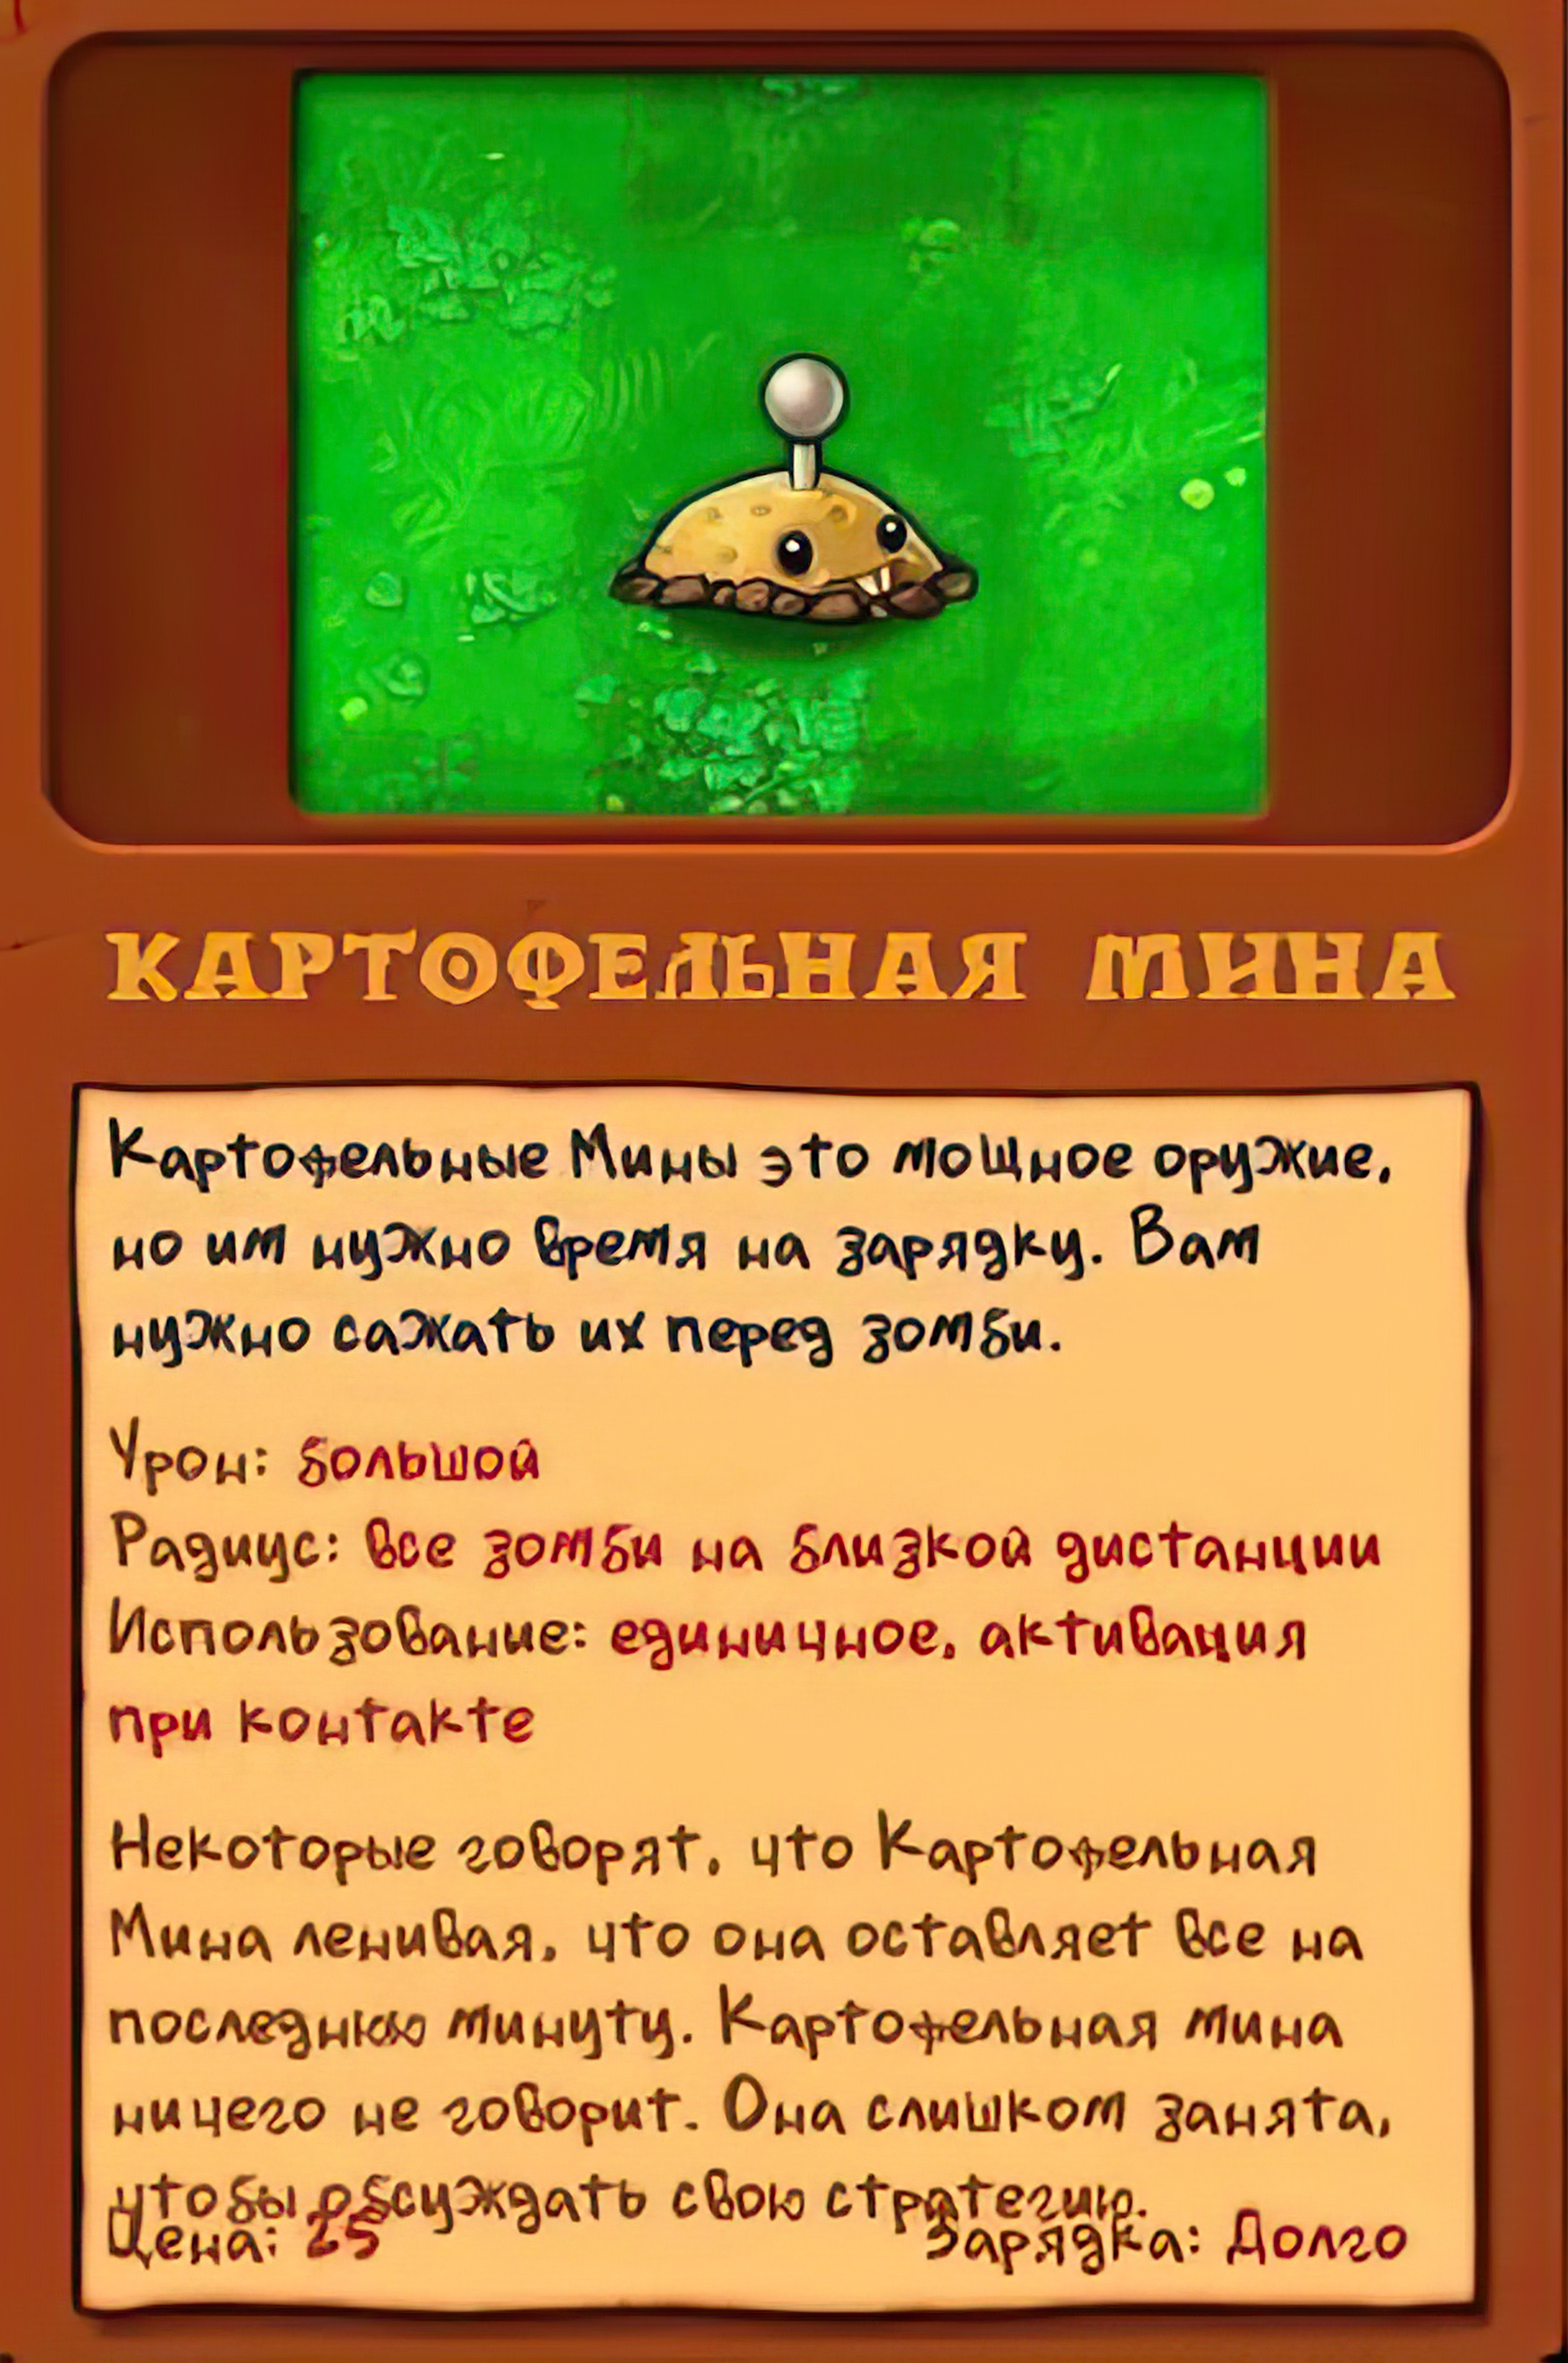 КАРТОФЕЛЬНАЯ МИНА
Картофельные Мины это мощное оружие,
но им нужно время на зарядку. Вам
нужно сажать их перед зомби.
Урон: большой
Радиус: все зомби на близкой дистанции
Использование: единичное, активация
при контакте
Некоторые говорят, что Картофельная
Мина ленивая, что она оставляет все на
последнюю минуту. Картофельная мина
ничего не говорит. Она слишком занята,
чтобы обсуждать свою стратегию.
Цена: 25 Зарядка: Долго